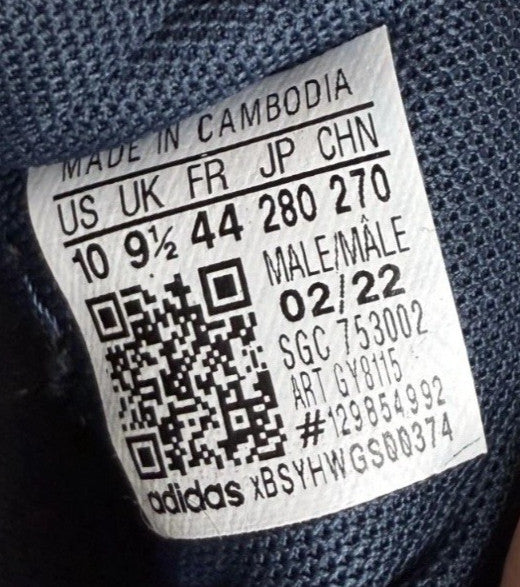 MADE IN CAMBODIA
US UK FR JP CHN
10 9½ 44 280 270
MALE/MÂLE
02/22
SGC 753002
ART GY8115
#129854992
adidas XBSYHWGS00374